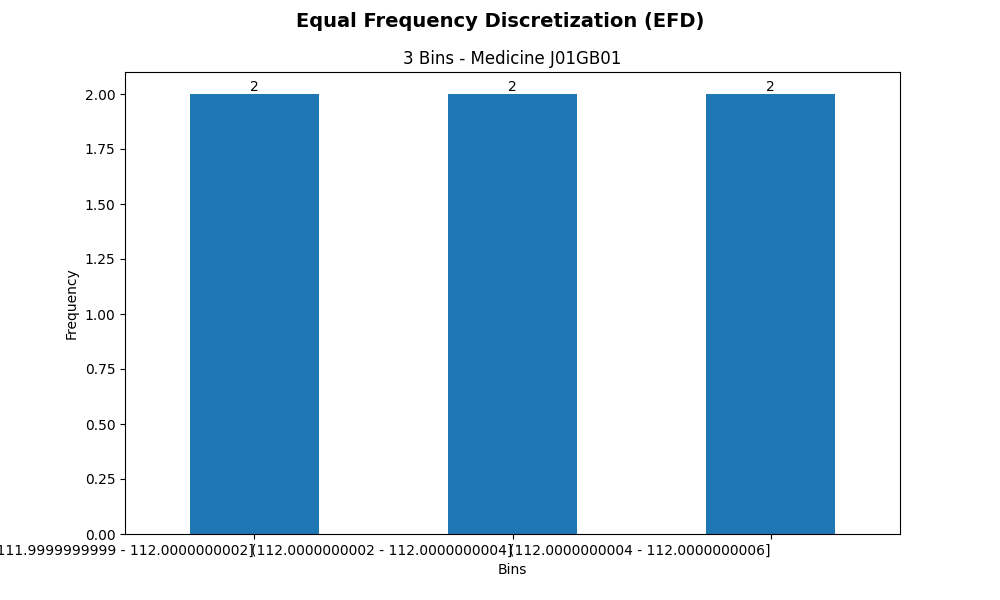 Equal Frequency Discretization (EFD)
3 Bins - Medicine J01GB01
2 2 2
2.00
1.75
1.50
1.25
1.00
0.75
0.50
0.25
0.00
Frequency
111.9999999999 - 112.0000000002] (112.0000000002 - 112.0000000004] (112.0000000004 - 112.0000000006]
Bins